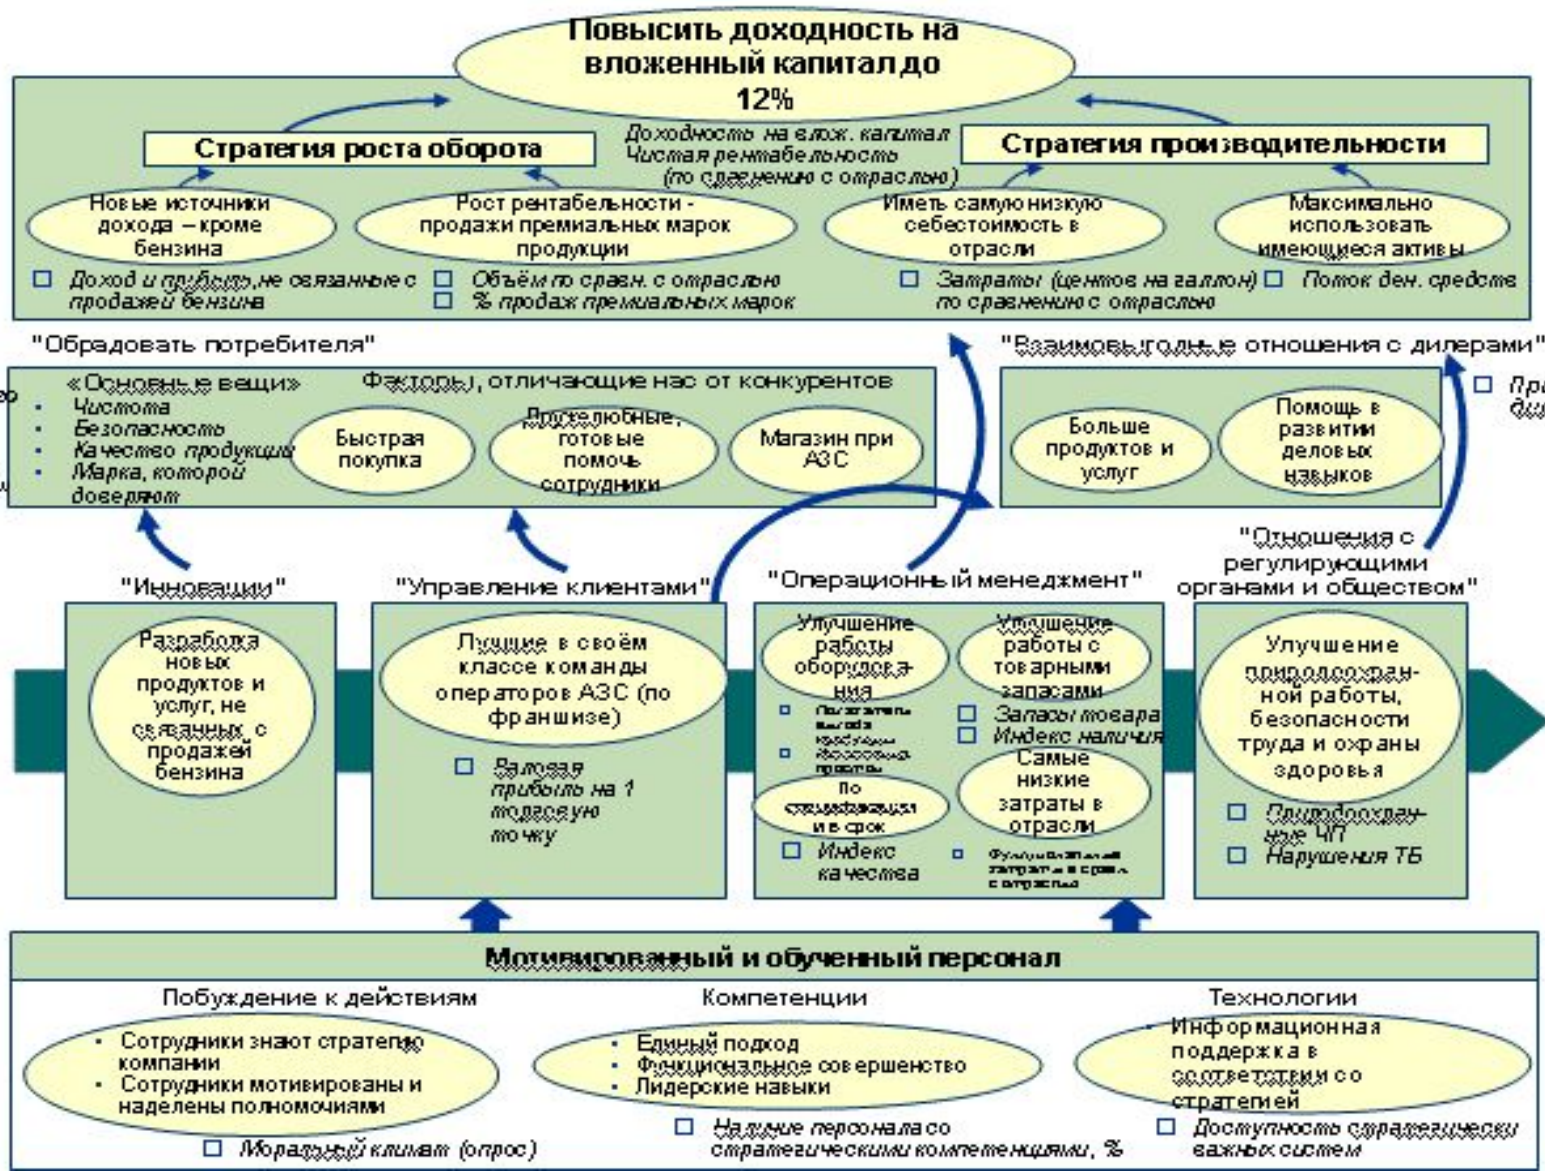 Повысить доходность на
вложенный капитал до
12%
Доходность на влож. капитал
Чистая рентабельность
(по сравнению с отраслью)
Стратегия роста оборота
Стратегия производительности
Новые источники
дохода – кроме
бензина
Рост рентабельности -
продажи премиальных марок
продукции
Иметь самую низкую
себестоимость в
отрасли
Максимально
использовать
имеющиеся активы
Доход и прибыль, не связанные с
продажей бензина
Объём по сравн. с отраслью
% продаж премиальных марок
Затраты (центов на галлон)
по сравнению с отраслью
Поток ден. средств
"Обрадовать потребителя"
"Взаимовыгодные отношения с дилерами"
«Основные вещи»
Чистота
Безопасность
Качество продукции
Марка, которой
доверяют
Факторы, отличающие нас от конкурентов
Быстрая
покупка
Дружелюбные,
готовые
помочь
сотрудники
Магазин при
АЗС
Больше
продуктов и
услуг
Помощь в
развитии
деловых
навыков
"Инновации"
"Управление клиентами"
"Операционный менеджмент"
"Отношения с
регулирующими
органами и обществом"
Разработка
новых
продуктов и
услуг, не
связанных с
продажей
бензина
Лучшие в своём
классе команды
операторов АЗС (по
франшизе)
Валовая
прибыль на 1
торговую
точку
Улучшение
работы
оборудова-
ния
Улучшение
работы с
товарными
запасами
Запасы товара
Индекс наличия
По
и в срок
Индекс
качества
Самые
низкие
затраты в
отрасли
Улучшение
природоохран-
ной работы,
безопасности
труда и охраны
здоровья
Природоохран-
ные ЧП
Нарушения ТБ
Мотивированный и обученный персонал
Побуждение к действиям
Сотрудники знают стратегию
компании
Сотрудники мотивированы и
наделены полномочиями
Моральный климат (опрос)
Компетенции
Единый подход
Функциональное совершенство
Лидерские навыки
Наличие персонала со
стратегическими компетенциями, %
Технологии
Информационная
поддержка в
соответствии со
стратегией
Доступность стратегически
важных систем